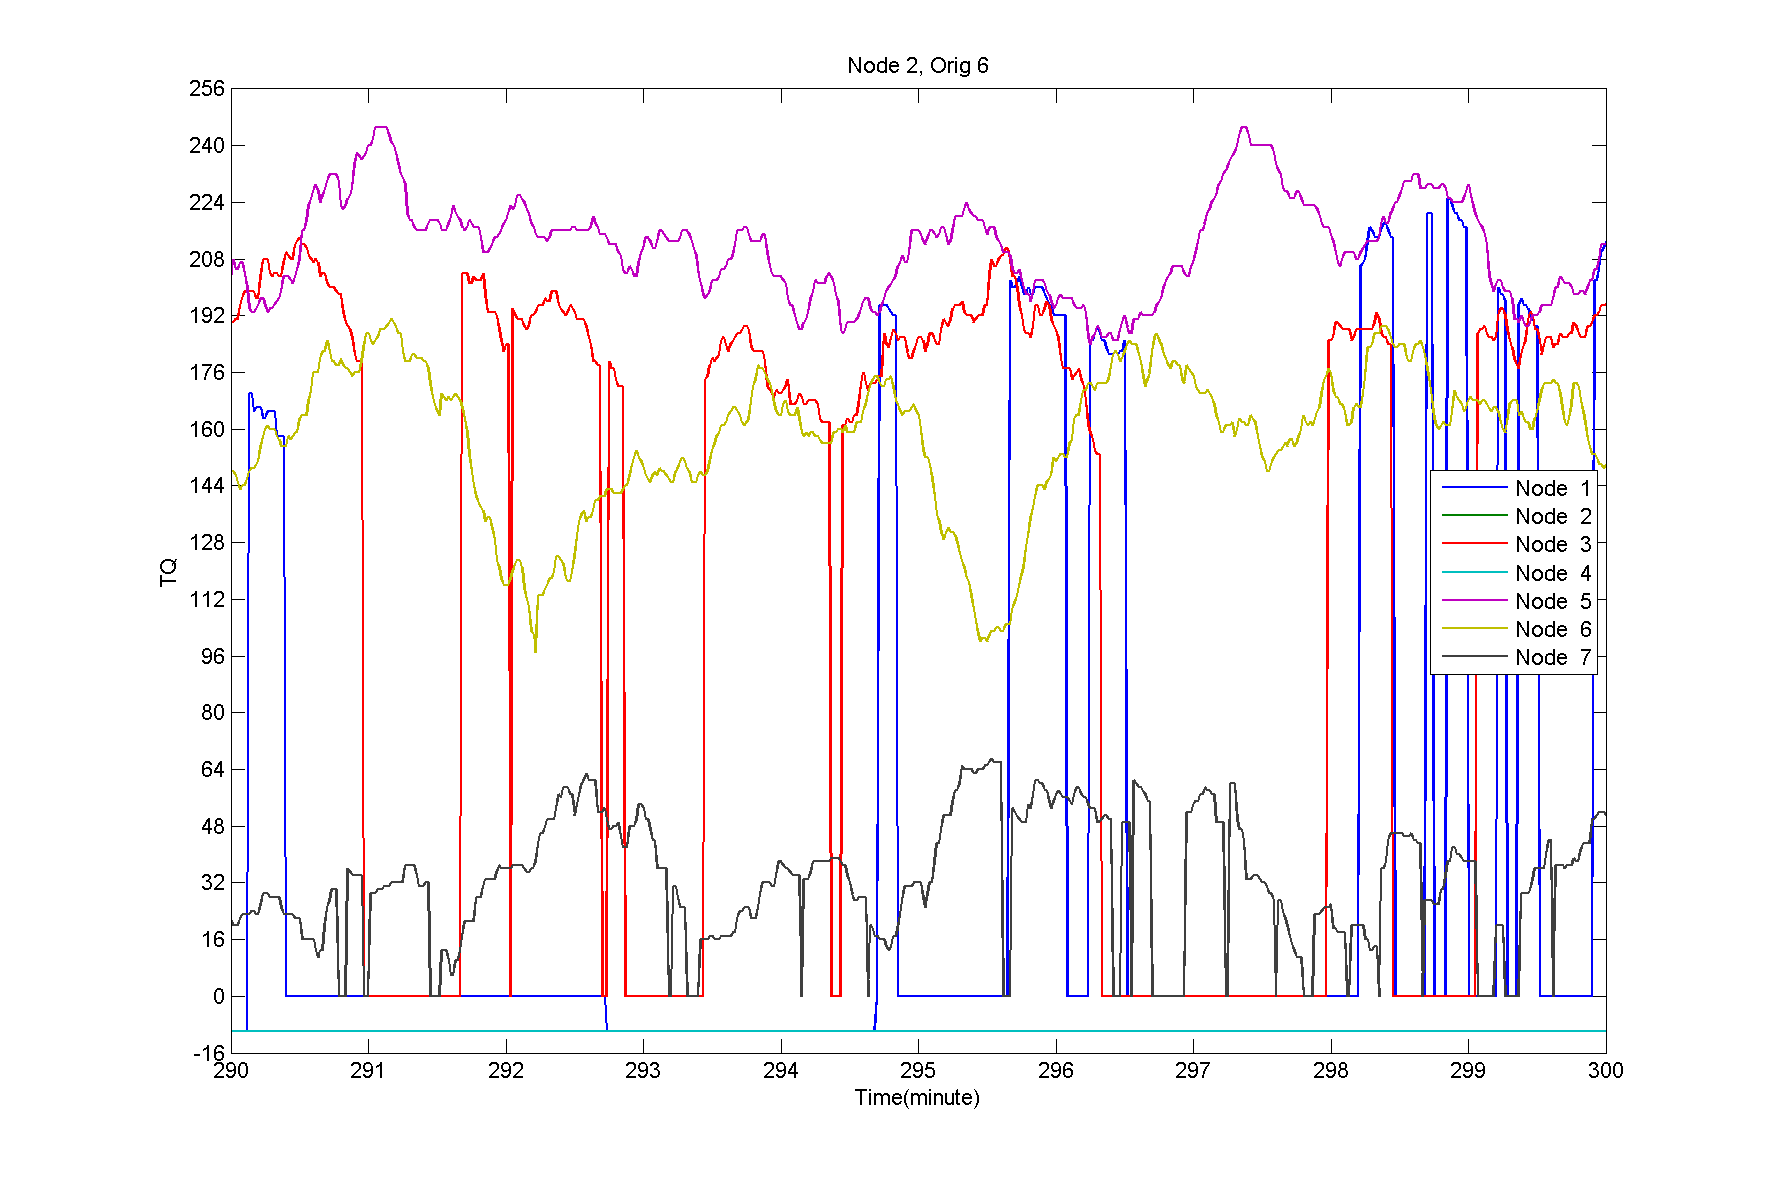 Node 2, Orig 6
256
240
224
208
192
176
160
144
128
112
96
80
64
48
32
16
0
-16
TQ
Node 1
Node 2
Node 3
Node 4
Node 5
Node 6
Node 7
290 291 292 293 294 295 296 297 298 299 300
Time(minute)